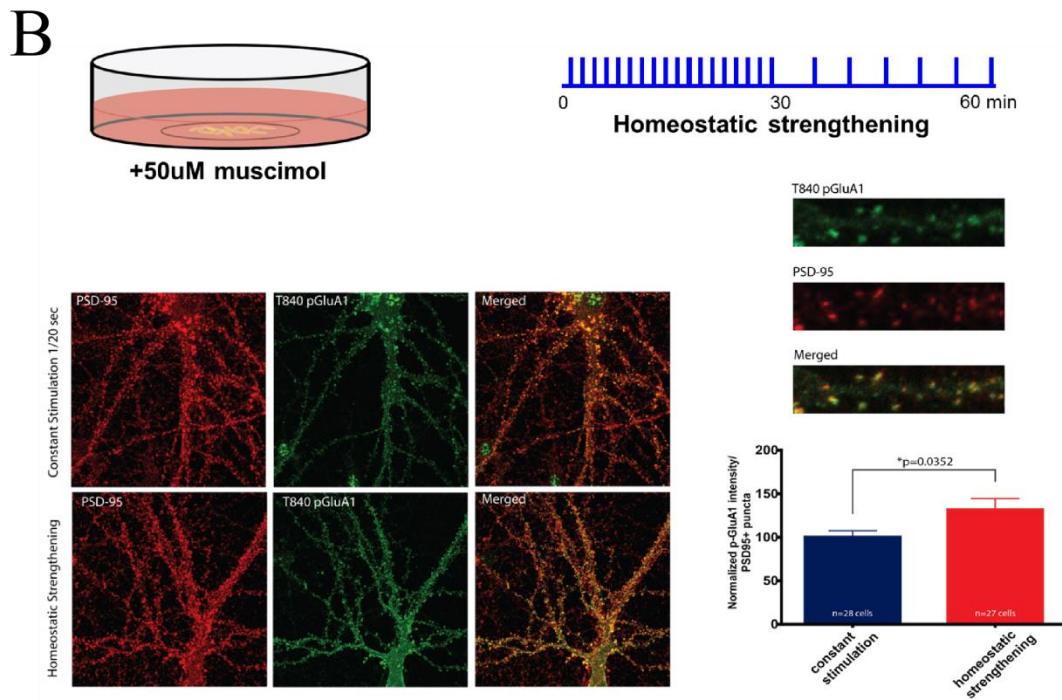 B
+50uM muscimol
0 30 60 min
Homeostatic strengthening
T840 pGluA1
PSD-95
Merged
Constant Stimulation 1/20 sec
PSD-95 T840 pGluA1 Merged
Homeostatic Strengthening
PSD-95 T840 pGluA1 Merged
Normalized p-GluA1 intensity/
PSD95+ puncta
200
150
100
50
0
*p=0.0352
n=28 cells
n=27 cells
constant
stimulation
homeostatic
strengthening